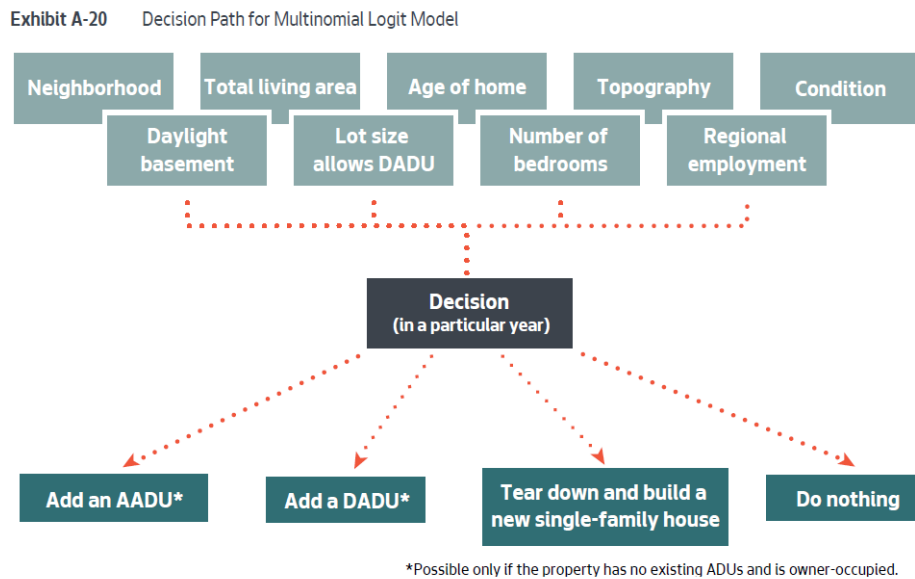 Exhibit A-20 Decision Path for Multinomial Logit Model
Neighborhood
Total living area
Age of home
Topography
Condition
Daylight
basement
Lot size
allows DADU
Number of
bedrooms
Regional
employment
Decision
(in a particular year)
Add an AADU*
Add a DADU*
Tear down and build a
new single-family house
Do nothing
*Possible only if the property has no existing ADUs and is owner-occupied.